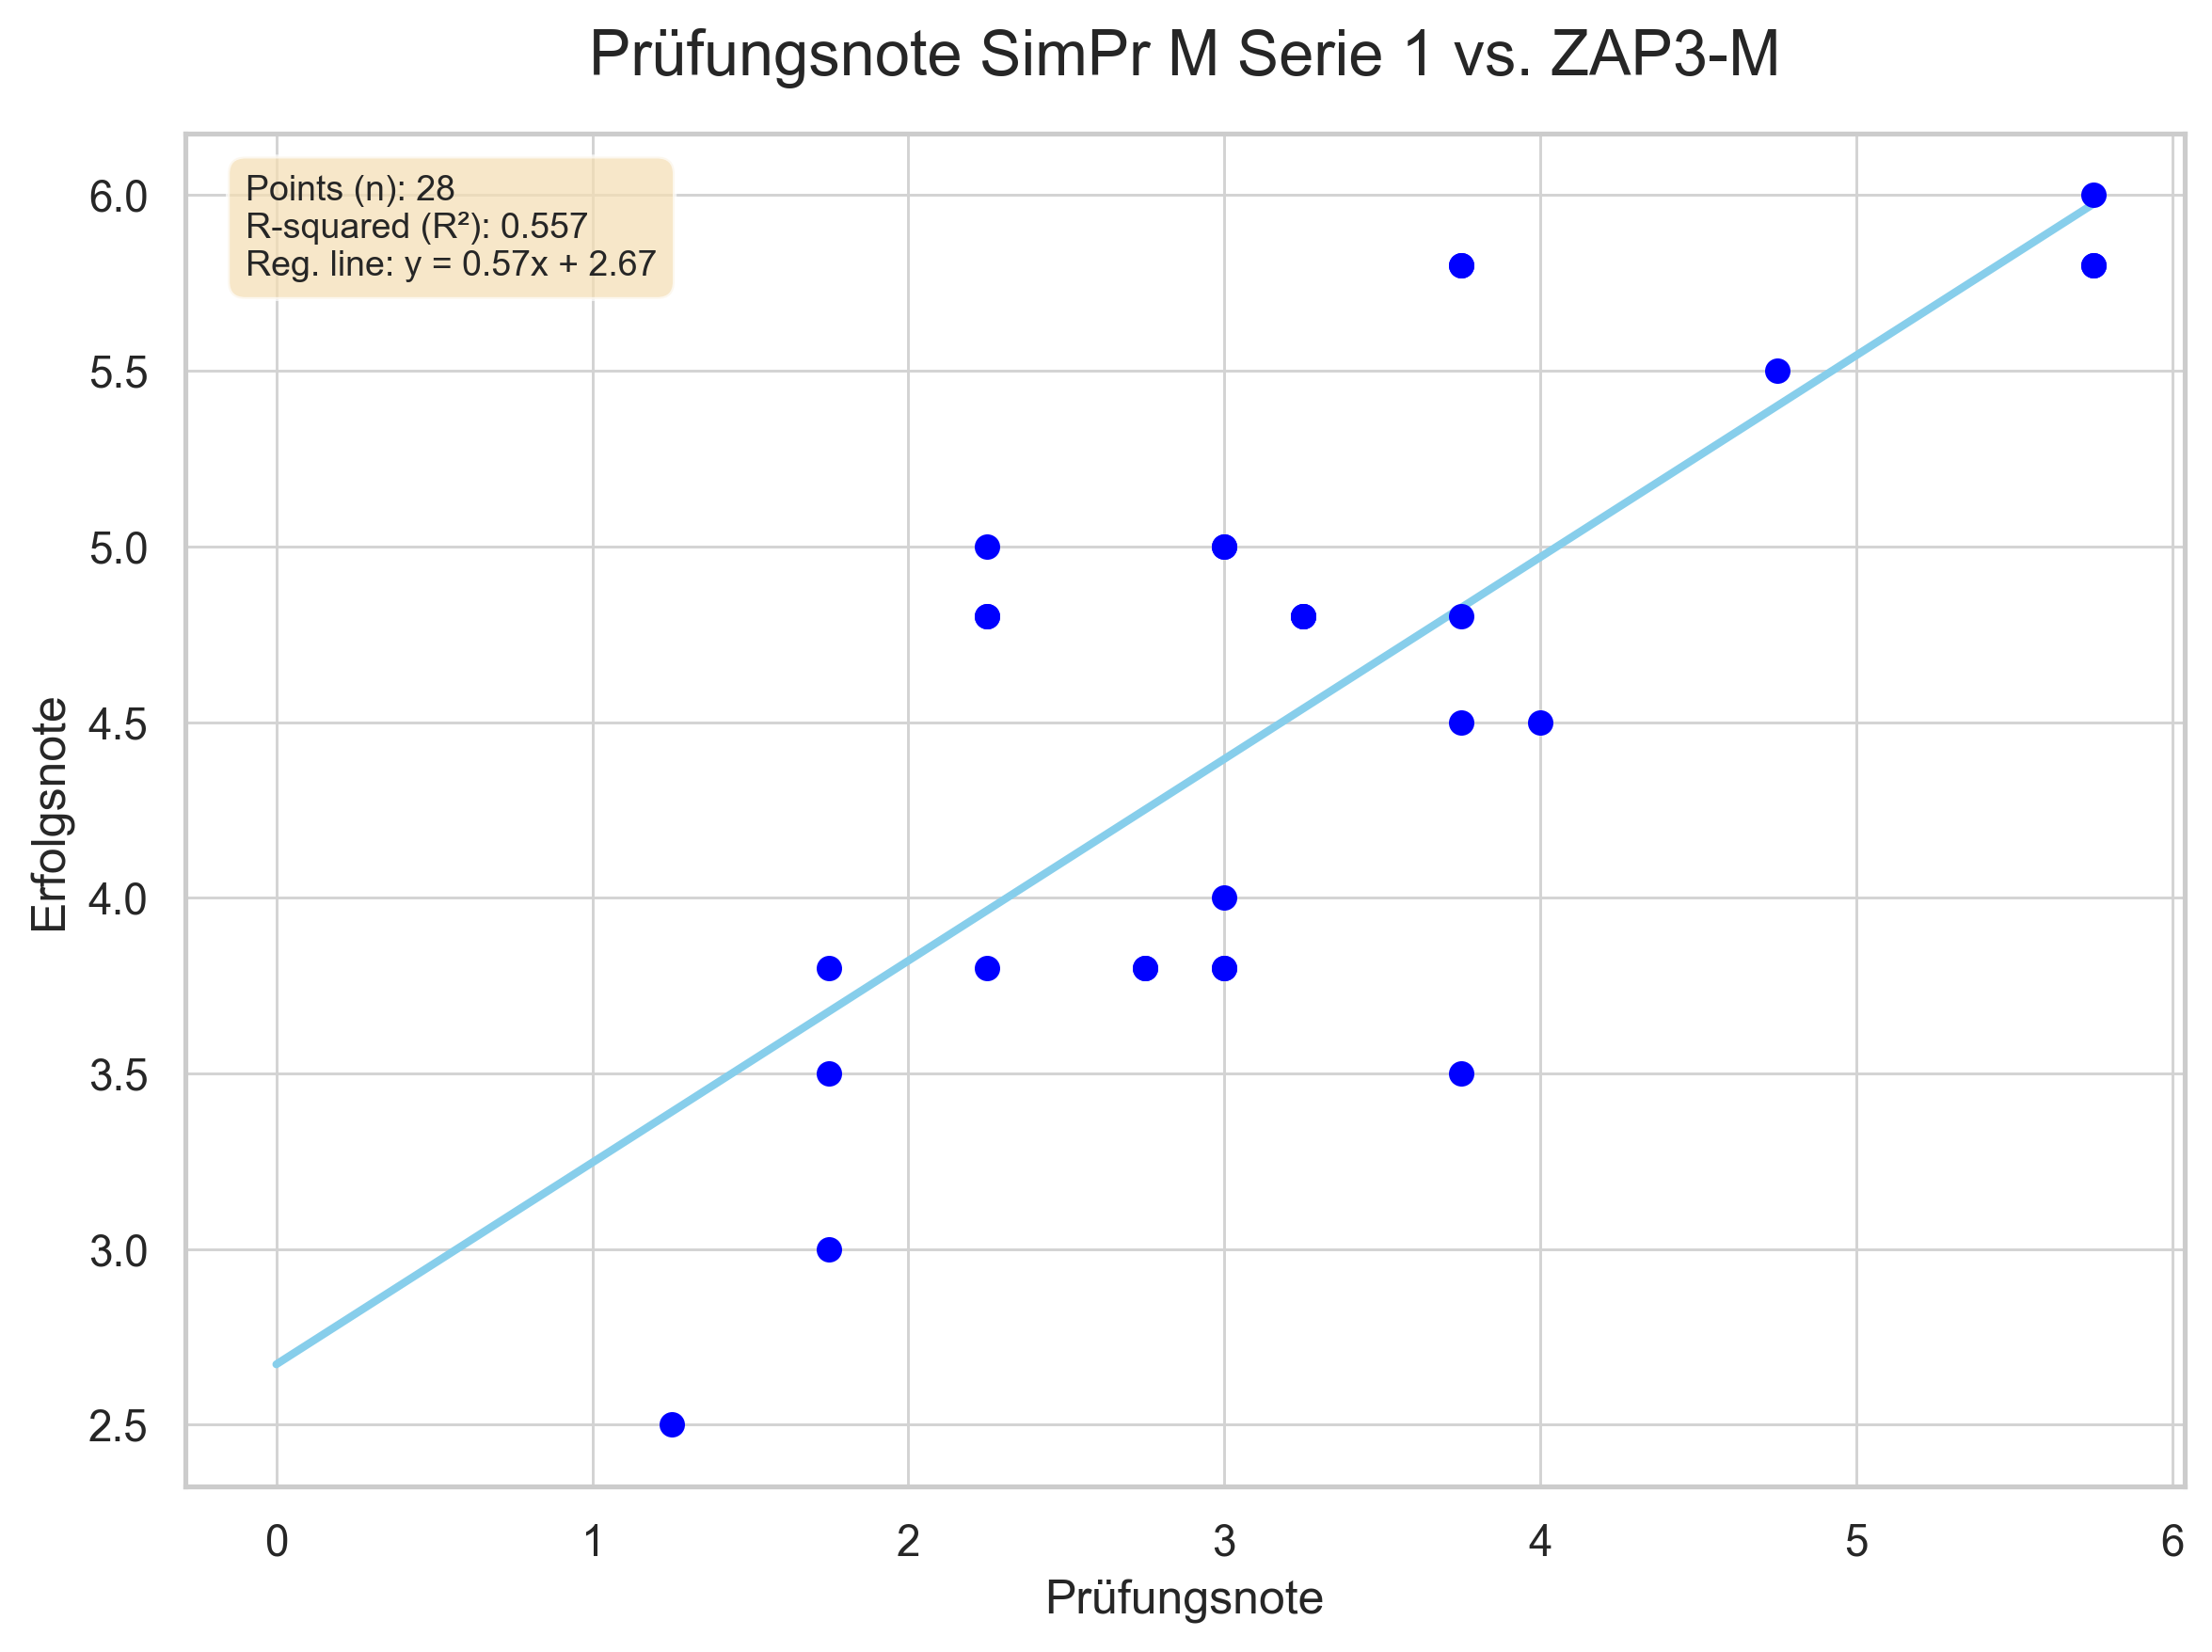 Prüfungsnote SimPr M Serie 1 vs. ZAP3-M
Points (n): 28
R-squared (R²): 0.557
Reg. line: y = 0.57x + 2.67
6.0
5.5
5.0
4.5
4.0
3.5
3.0
2.5
Erfolgsnote
0 1 2 3 4 5 6
Prüfungsnote